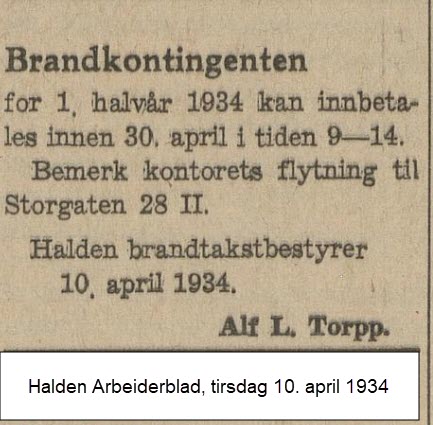 Brandkontingenten
for 1. halvår 1934 kan innbeta-
les innen 30. april i tiden 9—14.
Bemerk kontorets flytning til
Storgaten 28 II.
Halden brandtakstbestyrer
10. april 1934.
Alf L. Torpp.
Halden Arbeiderblad, tirsdag 10. april 1934